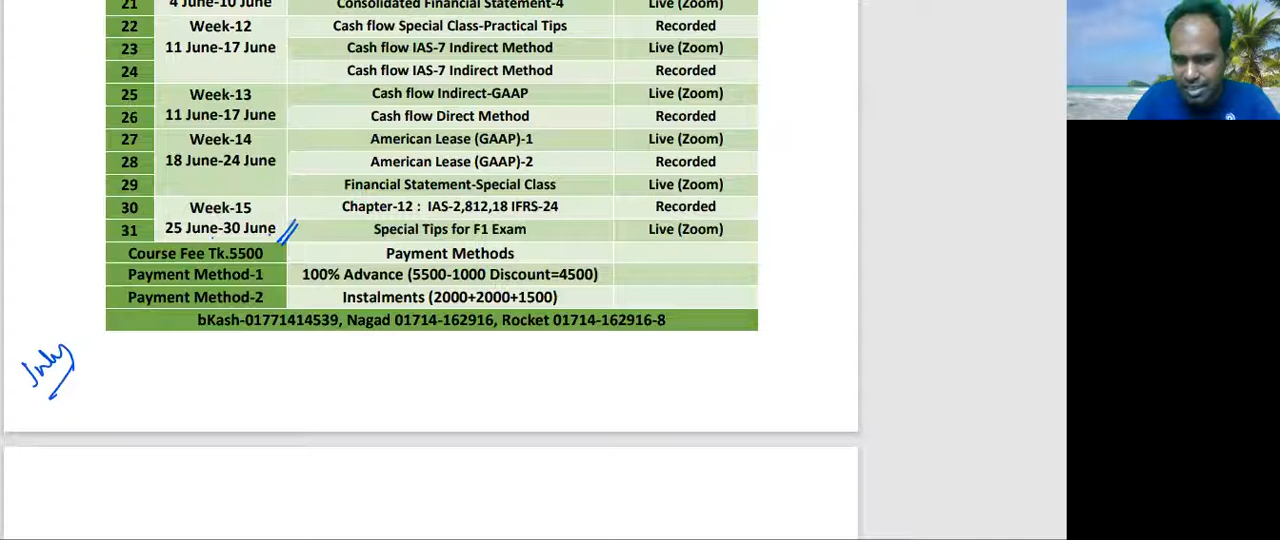 21 4 June-10 June Consolidated Financial Statement-4 Live (Zoom)
22 Week-12 Cash flow Special Class-Practical Tips Recorded
23 11 June-17 June Cash flow IAS-7 Indirect Method Live (Zoom)
24 Cash flow IAS-7 Indirect Method Recorded
25 Week-13 Cash flow Indirect-GAAP Live (Zoom)
26 11 June-17 June Cash flow Direct Method Recorded
27 Week-14 American Lease (GAAP)-1 Live (Zoom)
28 18 June-24 June American Lease (GAAP)-2 Recorded
29 Financial Statement-Special Class Live (Zoom)
30 Week-15 Chapter-12 : IAS-2,812,18 IFRS-24 Recorded
31 25 June-30 June Special Tips for F1 Exam Live (Zoom)
Course Fee Tk.5500 Payment Methods
Payment Method-1 100% Advance (5500-1000 Discount=4500)
Payment Method-2 Instalments (2000+2000+1500)
bKash-01771414539, Nagad 01714-162916, Rocket 01714-162916-8
July